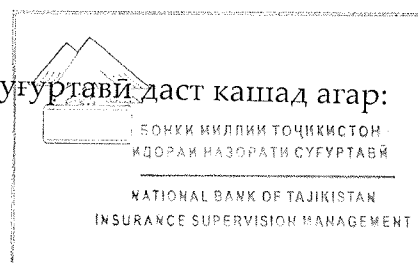 уғуртавӣ даст кашад агар:
БОНКИ МИЛЛИИ ТОҶИКИСТОН
ИДОРАИ НАЗОРАТИ СУҒУРТАВӢ
NATIONAL BANK OF TAJIKISTAN
INSURANCE SUPERVISION MANAGEMENT